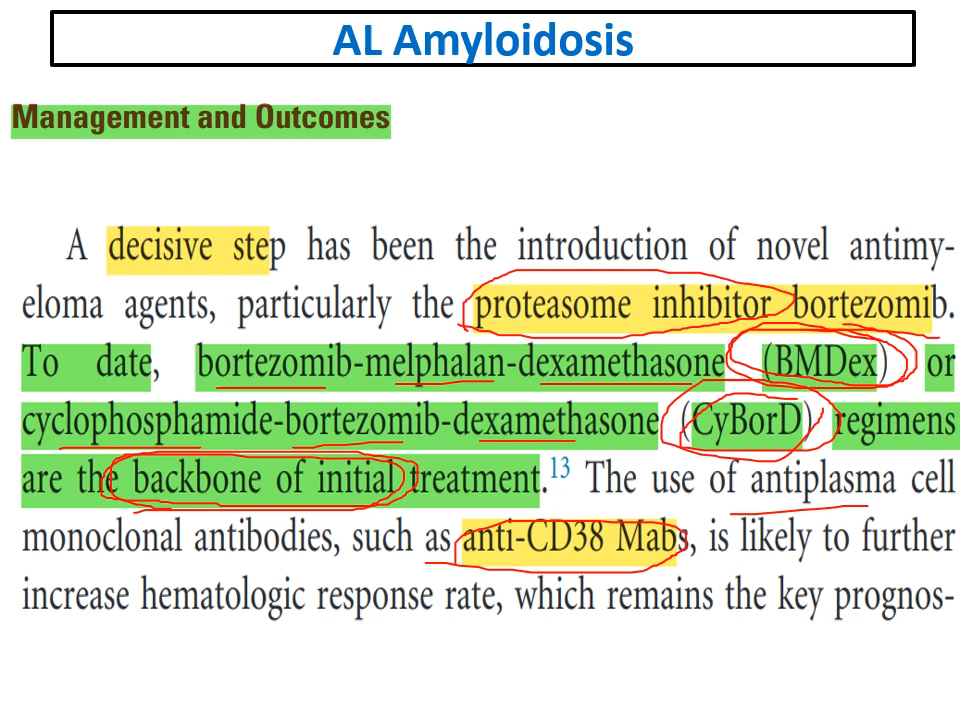 AL Amyloidosis
Management and Outcomes
A decisive step has been the introduction of novel antimy-
eloma agents, particularly the proteasome inhibitor bortezomib.
To date, bortezomib-melphalan-dexamethasone (BMDex) or
cyclophosphamide-bortezomib-dexamethasone (CyBorD) regimens
are the backbone of initial treatment.13 The use of antiplasma cell
monoclonal antibodies, such as anti-CD38 Mabs, is likely to further
increase hematologic response rate, which remains the key prognos-